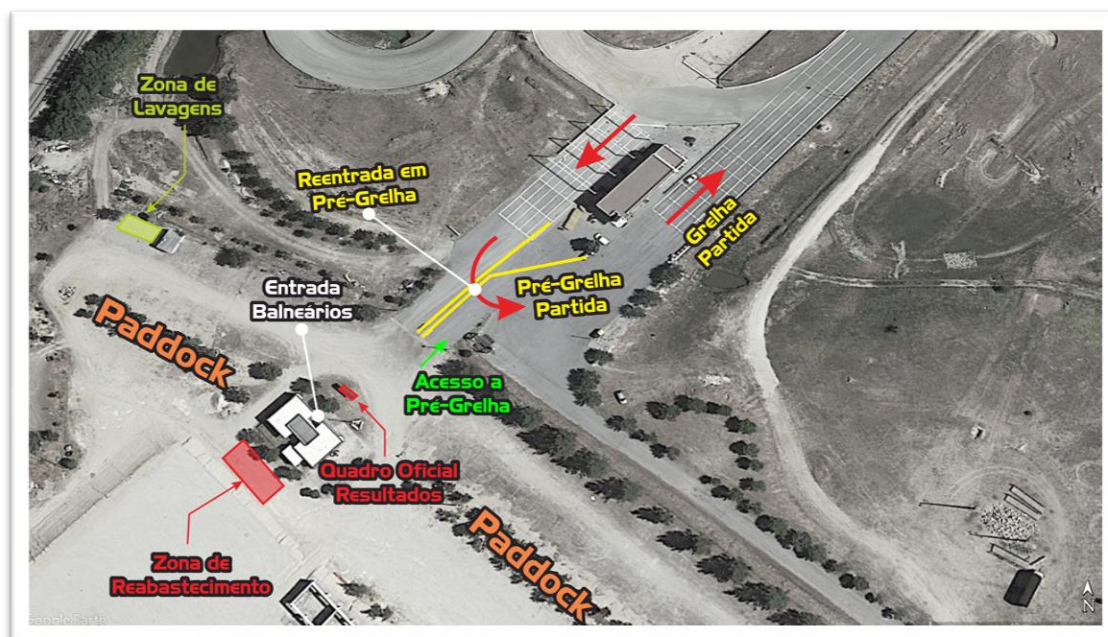 Zona de
Lavagens
Reentrada em
Pré-Grelha
Grelha
Partida
Entrada
Balneários
Pré-Grelha
Partida
Paddock
Acesso a
Pré-Grelha
Quadro Oficial
Resultados
Paddock
Zona de
Reabastecimento
Google Earth
N